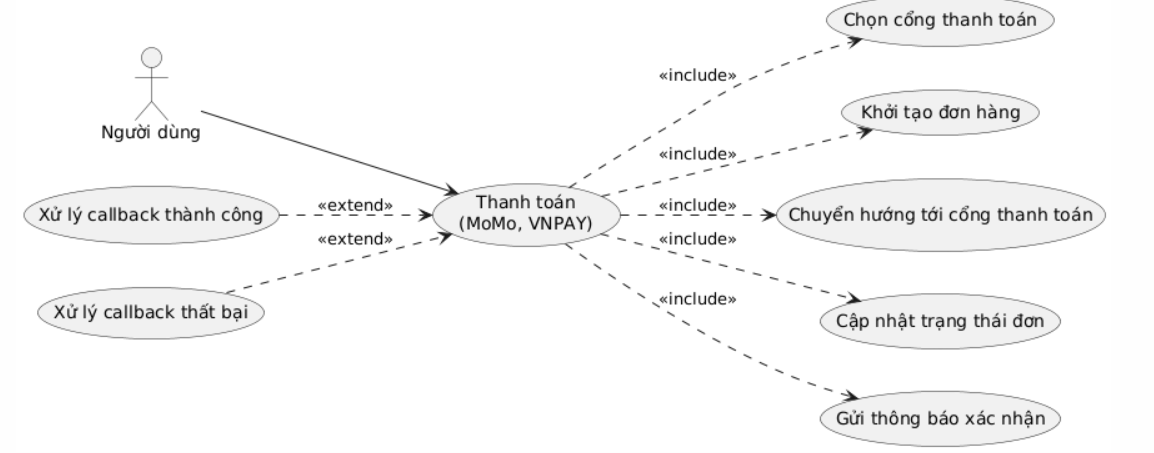 Chọn cổng thanh toán
«include»
Khởi tạo đơn hàng
Người dùng
«include»
Thanh toán
(MoMo, VNPAY)
Xử lý callback thành công
«extend»
«include»
Chuyển hướng tới cổng thanh toán
«extend»
«include»
Xử lý callback thất bại
«include»
Cập nhật trạng thái đơn
Gửi thông báo xác nhận